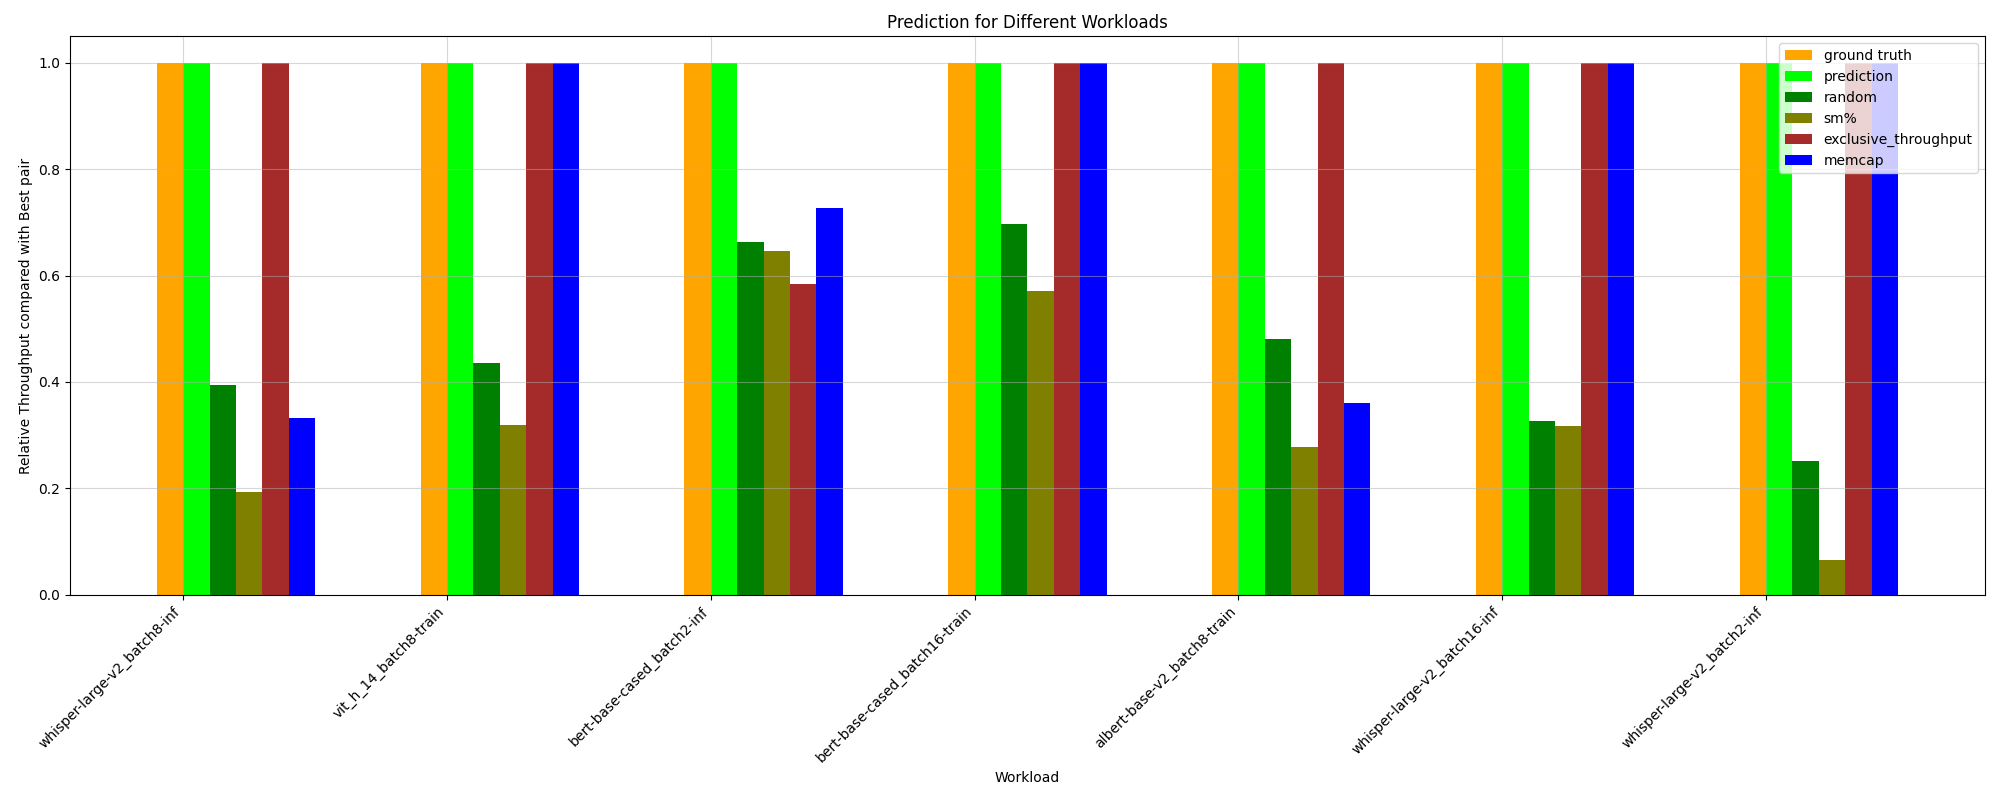 Prediction for Different Workloads
Relative Throughput compared with Best pair
1.0
0.8
0.6
0.4
0.2
0.0
ground truth
prediction
random
sm%
exclusive_throughput
memcap
whisper-large-v2_batch8-inf
vit_h_14_batch8-train
bert-base-cased_batch2-inf
bert-base-cased_batch16-train
albert-base-v2_batch8-train
whisper-large-v2_batch16-inf
whisper-large-v2_batch2-inf
Workload